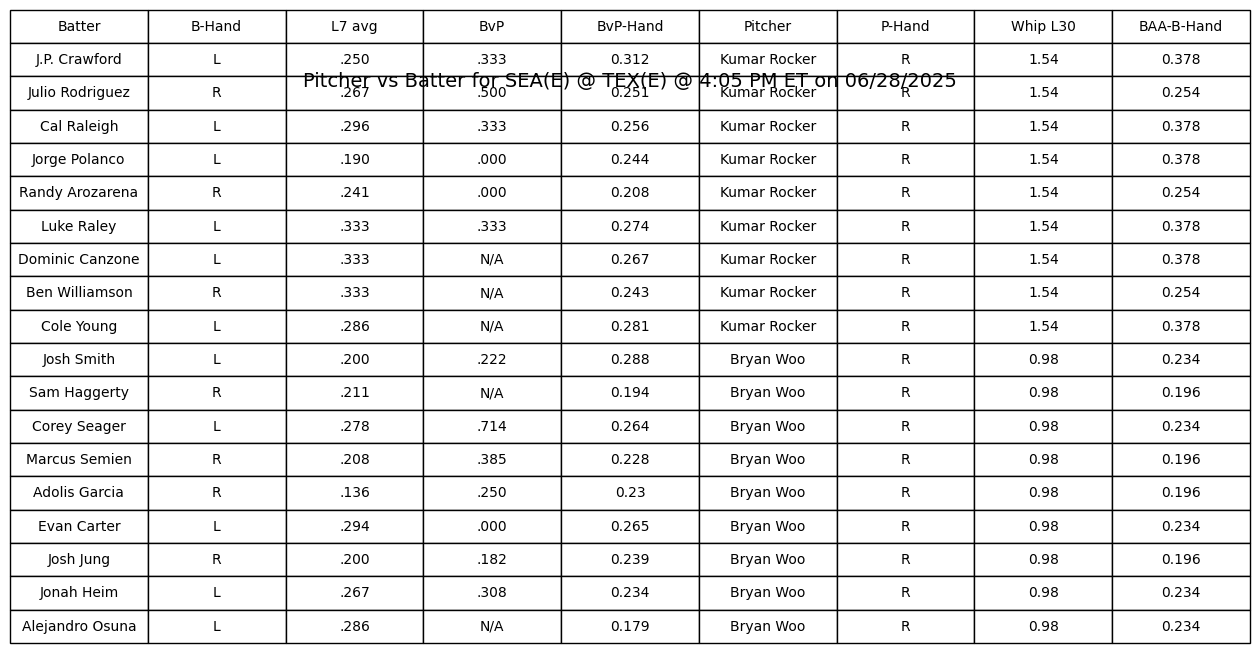 Batter B-Hand L7 avg BvP BvP-Hand Pitcher P-Hand Whip L30 BAA-B-Hand
J.P. Crawford L .250 .333 0.312 Kumar Rocker R 1.54 0.378
Pitcher vs Batter for SEA(E) @ TEX(E) @ 4:05 PM ET on 06/28/2025
Julio Rodriguez R .267 .500 0.251 Kumar Rocker R 1.54 0.254
Cal Raleigh L .296 .333 0.256 Kumar Rocker R 1.54 0.378
Jorge Polanco L .190 .000 0.244 Kumar Rocker R 1.54 0.378
Randy Arozarena R .241 .000 0.208 Kumar Rocker R 1.54 0.254
Luke Raley L .333 .333 0.274 Kumar Rocker R 1.54 0.378
Dominic Canzone L .333 N/A 0.267 Kumar Rocker R 1.54 0.378
Ben Williamson R .333 N/A 0.243 Kumar Rocker R 1.54 0.254
Cole Young L .286 N/A 0.281 Kumar Rocker R 1.54 0.378
Josh Smith L .200 .222 0.288 Bryan Woo R 0.98 0.234
Sam Haggerty R .211 N/A 0.194 Bryan Woo R 0.98 0.196
Corey Seager L .278 .714 0.264 Bryan Woo R 0.98 0.234
Marcus Semien R .208 .385 0.228 Bryan Woo R 0.98 0.196
Adolis Garcia R .136 .250 0.23 Bryan Woo R 0.98 0.196
Evan Carter L .294 .000 0.265 Bryan Woo R 0.98 0.234
Josh Jung R .200 .182 0.239 Bryan Woo R 0.98 0.196
Jonah Heim L .267 .308 0.234 Bryan Woo R 0.98 0.234
Alejandro Osuna L .286 N/A 0.179 Bryan Woo R 0.98 0.234